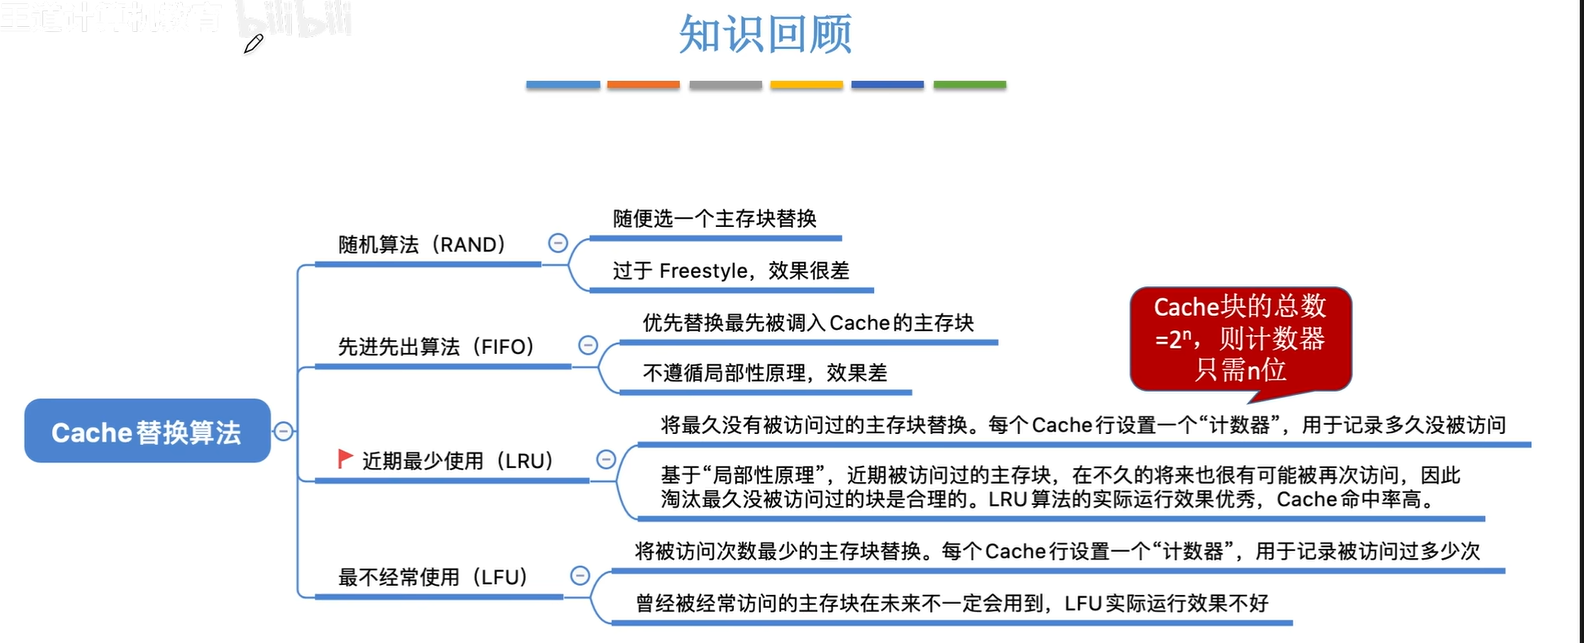 王道计算机教育 bilibili
知识回顾
随机算法（RAND）
随便选一个主存块替换
过于 Freestyle，效果很差
先进先出算法（FIFO）
优先替换最先被调入Cache的主存块
不遵循局部性原理，效果差
Cache块的总数
=2ⁿ，则计数器
只需n位
Cache替换算法
近期最少使用（LRU）
将最久没有被访问过的主存块替换。每个Cache行设置一个“计数器”，用于记录多久没被访问
基于“局部性原理”，近期被访问过的主存块，在不久的将来也很有可能被再次访问，因此
淘汰最久没被访问过的块是合理的。LRU算法的实际运行效果优秀，Cache命中率高。
最不经常使用（LFU）
将被访问次数最少的主存块替换。每个Cache行设置一个“计数器”，用于记录被访问过多少次
曾经被经常访问的主存块在未来不一定会用到，LFU实际运行效果不好